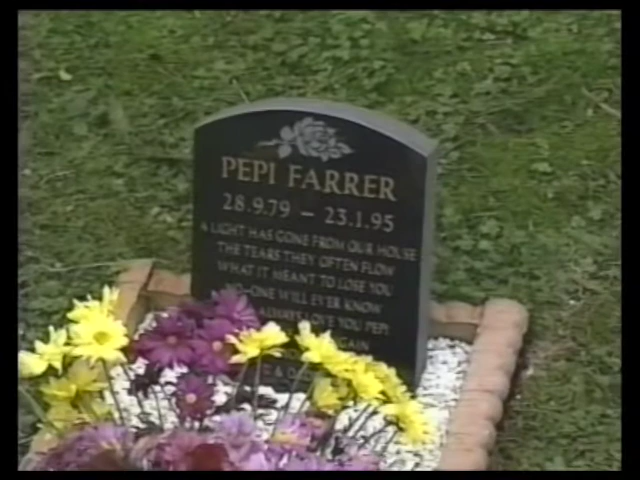 PEPI FARRER
28.9.79 – 23.1.95
A LIGHT HAS GONE FROM OUR HOUSE
THE TEARS THEY OFTEN FLOW
WHAT IT MEANT TO LOSE YOU
NO-ONE WILL EVER KNOW
ALWAYS LOVE YOU PEPI
AGAIN
&